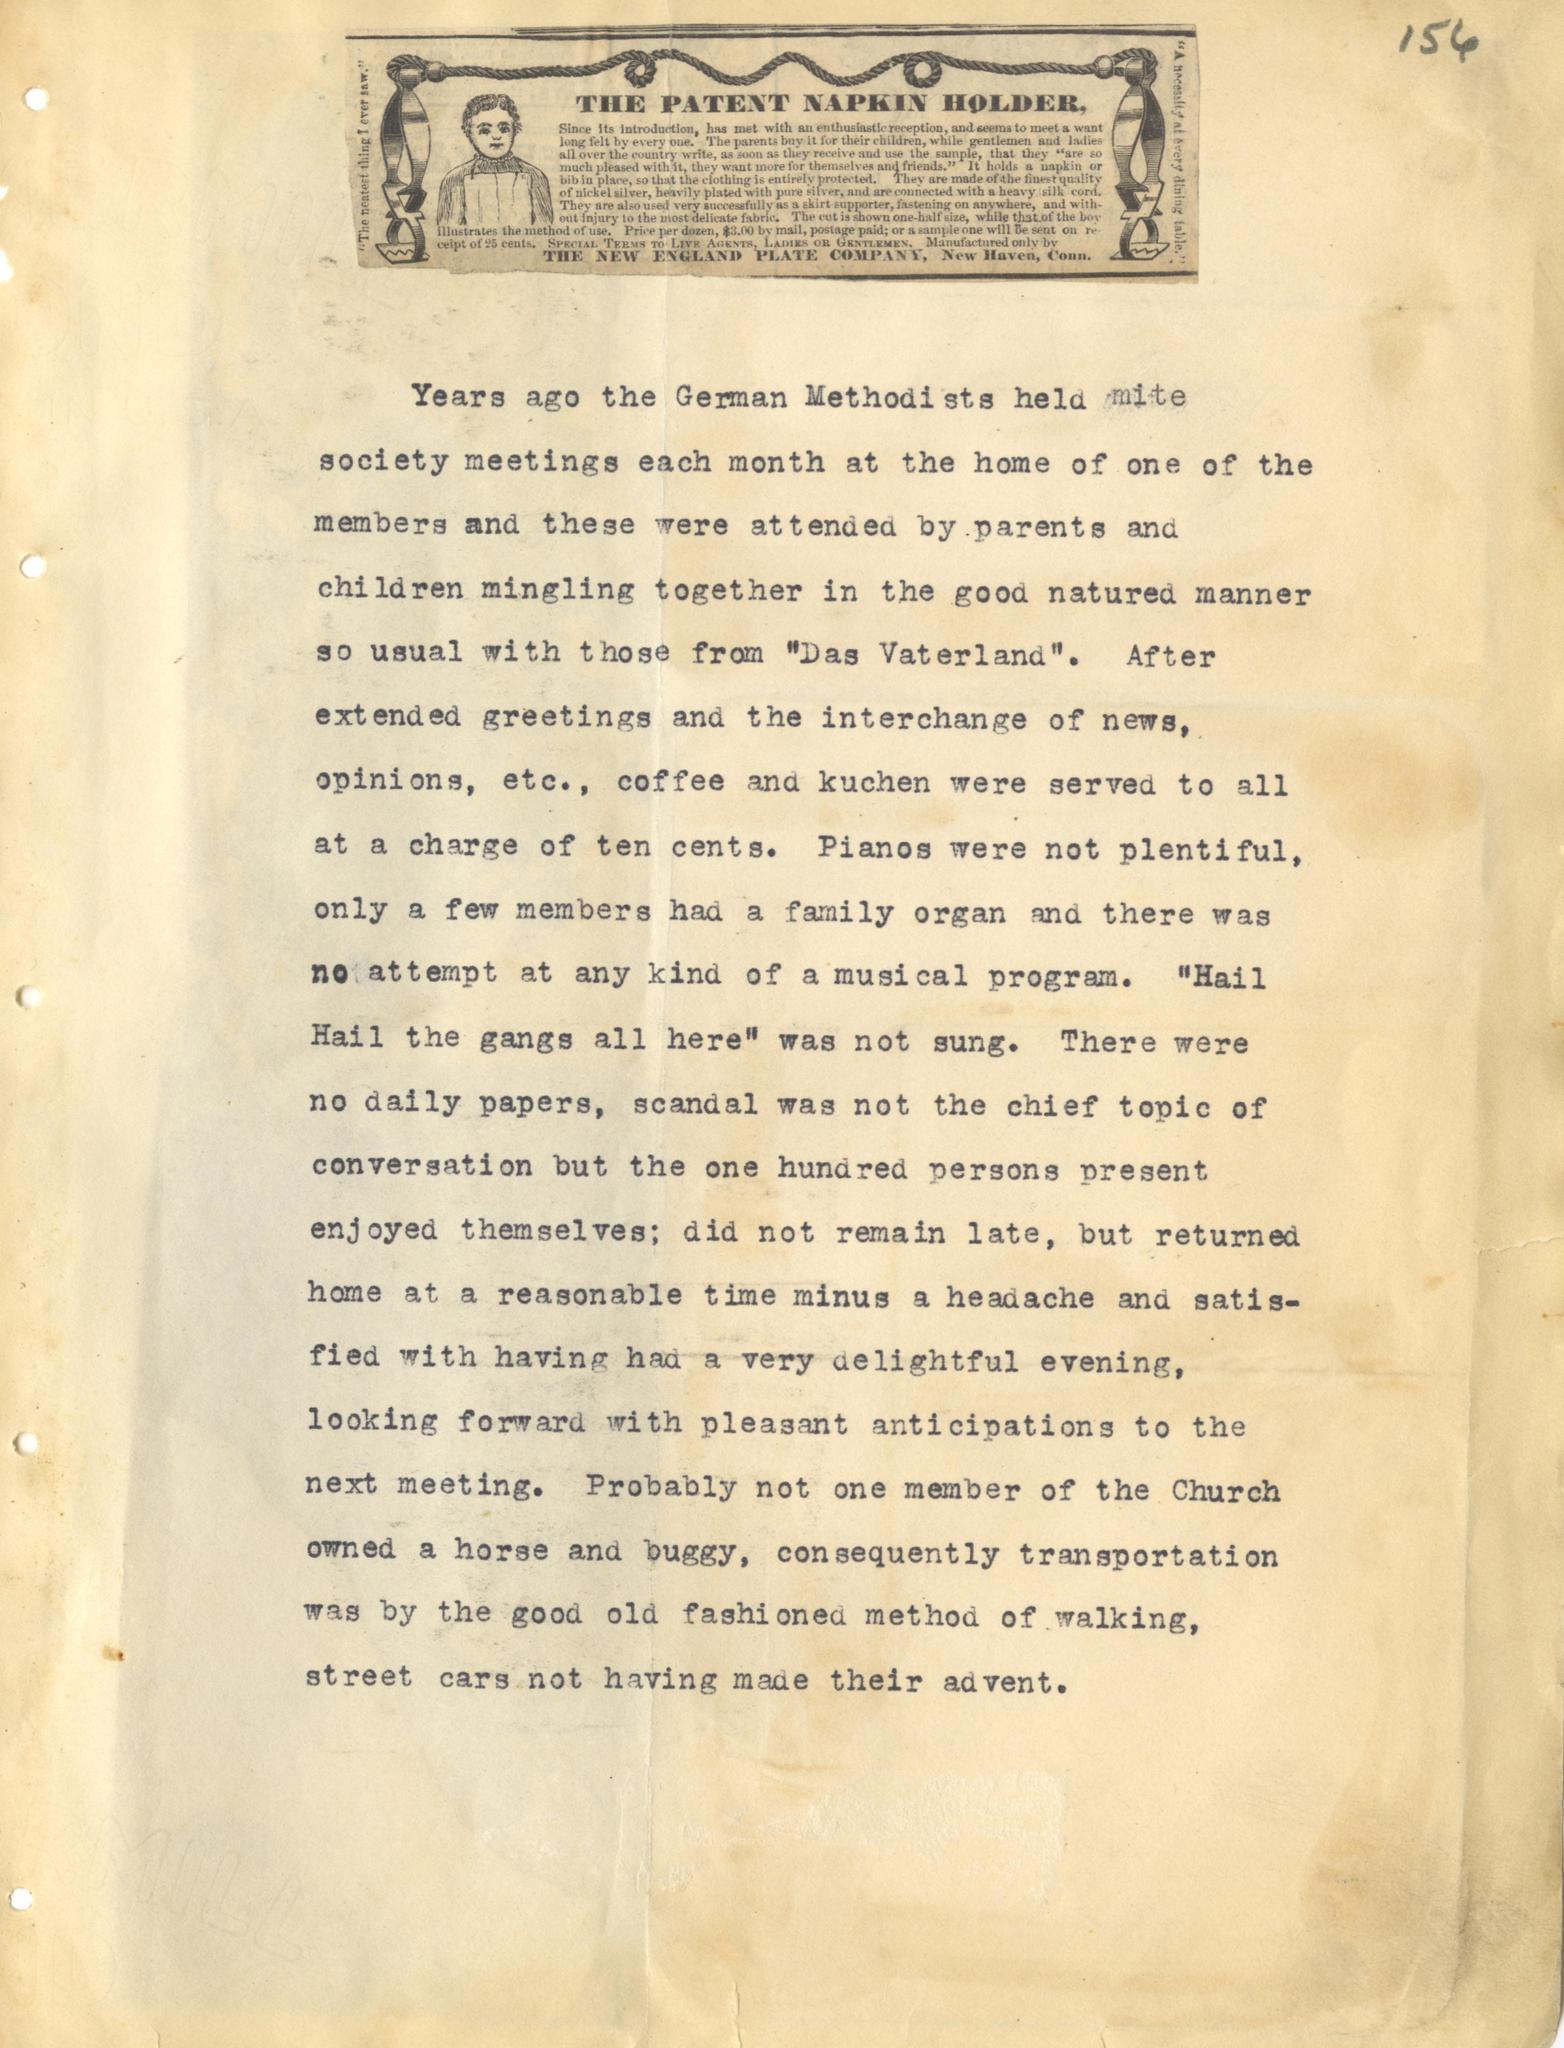 156
"The neatest thing I ever saw."
"A necessity at every dining table."
THE PATENT NAPKIN HOLDER,
Since its introduction, has met with an enthusiastic reception, and seems to meet a want
long felt by every one. The parents buy it for their children, while gentlemen and ladies
all over the country write, as soon as they receive and use the sample, that they "are so
much pleased with it, they want more for themselves and friends." It holds a napkin or
bib in place, so that the clothing is entirely protected. They are made of the finest quality
of nickel silver, heavily plated with pure silver, and are connected with a heavy silk cord.
They are also used very successfully as a skirt supporter, fastening on anywhere, and with-
out injury to the most delicate fabric. The cut is shown one-half size, while that of the boy
illustrates the method of use. Price per dozen, $3.00 by mail, postage paid; or a sample one will be sent on re-
ceipt of 25 cents. SPECIAL TERMS TO LIVE AGENTS, LADIES OR GENTLEMEN. Manufactured only by
THE NEW ENGLAND PLATE COMPANY, New Haven, Conn.
Years ago the German Methodists held mite
society meetings each month at the home of one of the
members and these were attended by parents and
children mingling together in the good natured manner
so usual with those from "Das Vaterland". After
extended greetings and the interchange of news,
opinions, etc., coffee and kuchen were served to all
at a charge of ten cents. Pianos were not plentiful,
only a few members had a family organ and there was
no attempt at any kind of a musical program. "Hail
Hail the gangs all here" was not sung. There were
no daily papers, scandal was not the chief topic of
conversation but the one hundred persons present
enjoyed themselves; did not remain late, but returned
home at a reasonable time minus a headache and satis-
fied with having had a very delightful evening,
looking forward with pleasant anticipations to the
next meeting. Probably not one member of the Church
owned a horse and buggy, consequently transportation
was by the good old fashioned method of walking,
street cars not having made their advent.